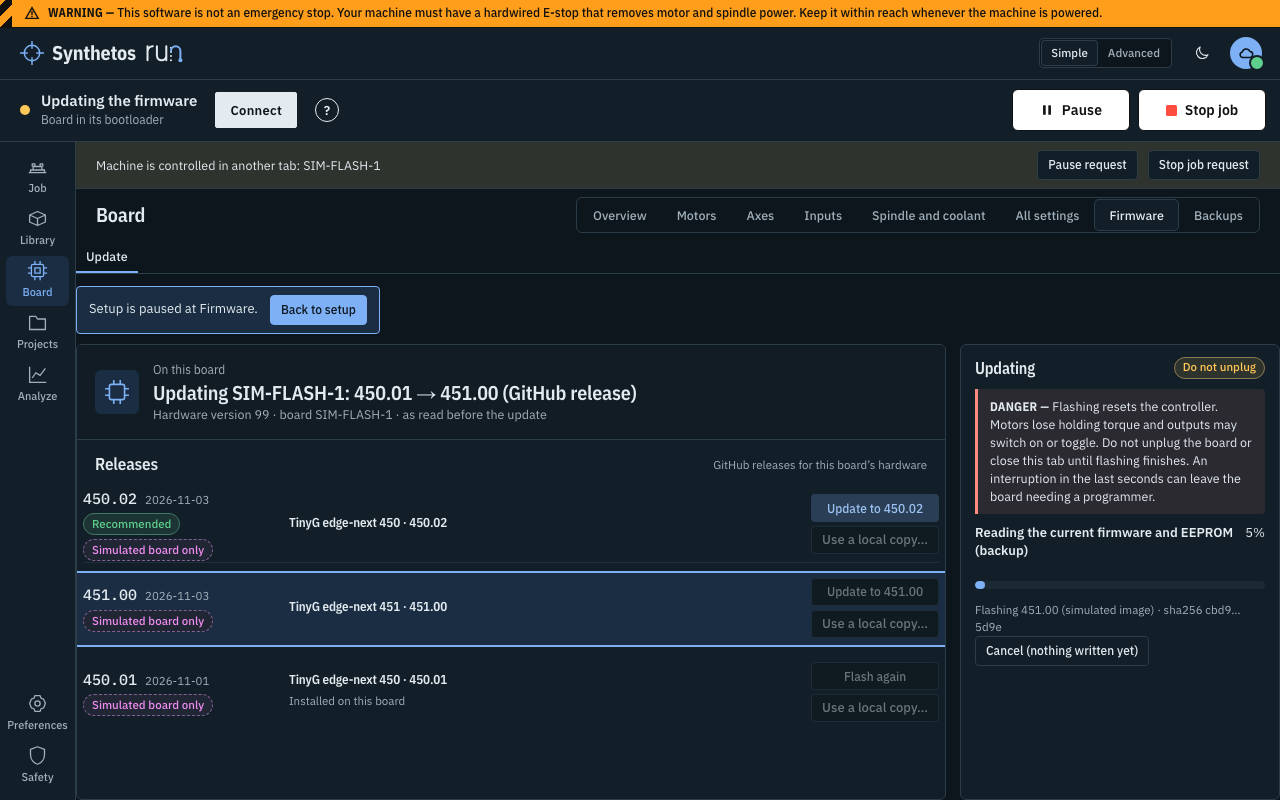 WARNING — This software is not an emergency stop. Your machine must have a hardwired E-stop that removes motor and spindle power. Keep it within reach whenever the machine is powered.
Synthetos run
Simple
Advanced
Updating the firmware
Board in its bootloader
Connect
?
Pause
Stop job
Job
Library
Board
Projects
Analyze
Preferences
Safety
Machine is controlled in another tab: SIM-FLASH-1
Pause request
Stop job request
Board
Overview
Motors
Axes
Inputs
Spindle and coolant
All settings
Firmware
Backups
Update
Setup is paused at Firmware.
Back to setup
On this board
Updating SIM-FLASH-1: 450.01 → 451.00 (GitHub release)
Hardware version 99 · board SIM-FLASH-1 · as read before the update
Releases
GitHub releases for this board's hardware
450.02 2026-11-03
Recommended
Simulated board only
TinyG edge-next 450 · 450.02
Update to 450.02
Use a local copy...
451.00 2026-11-03
Simulated board only
TinyG edge-next 451 · 451.00
Update to 451.00
Use a local copy...
450.01 2026-11-01
Simulated board only
TinyG edge-next 450 · 450.01
Installed on this board
Flash again
Use a local copy...
Updating
Do not unplug
DANGER — Flashing resets the controller.
Motors lose holding torque and outputs may
switch on or toggle. Do not unplug the board or
close this tab until flashing finishes. An
interruption in the last seconds can leave the
board needing a programmer.
Reading the current firmware and EEPROM 5%
(backup)
Flashing 451.00 (simulated image) · sha256 cbd9…
5d9e
Cancel (nothing written yet)